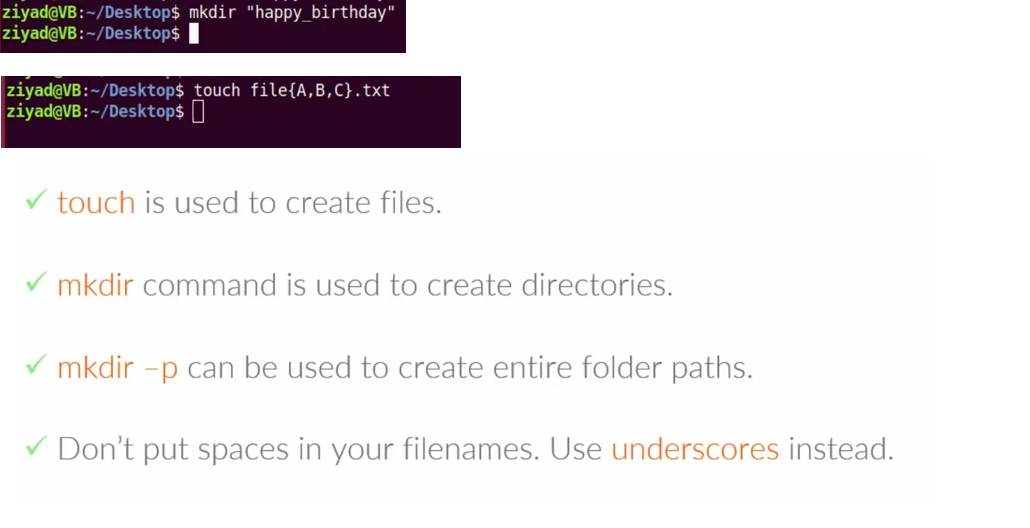 ziyad@VB:~/Desktop$ mkdir "happy_birthday"
ziyad@VB:~/Desktop$
ziyad@VB:~/Desktop$ touch file{A,B,C}.txt
ziyad@VB:~/Desktop$
✓ touch is used to create files.
✓ mkdir command is used to create directories.
✓ mkdir –p can be used to create entire folder paths.
✓ Don’t put spaces in your filenames. Use underscores instead.